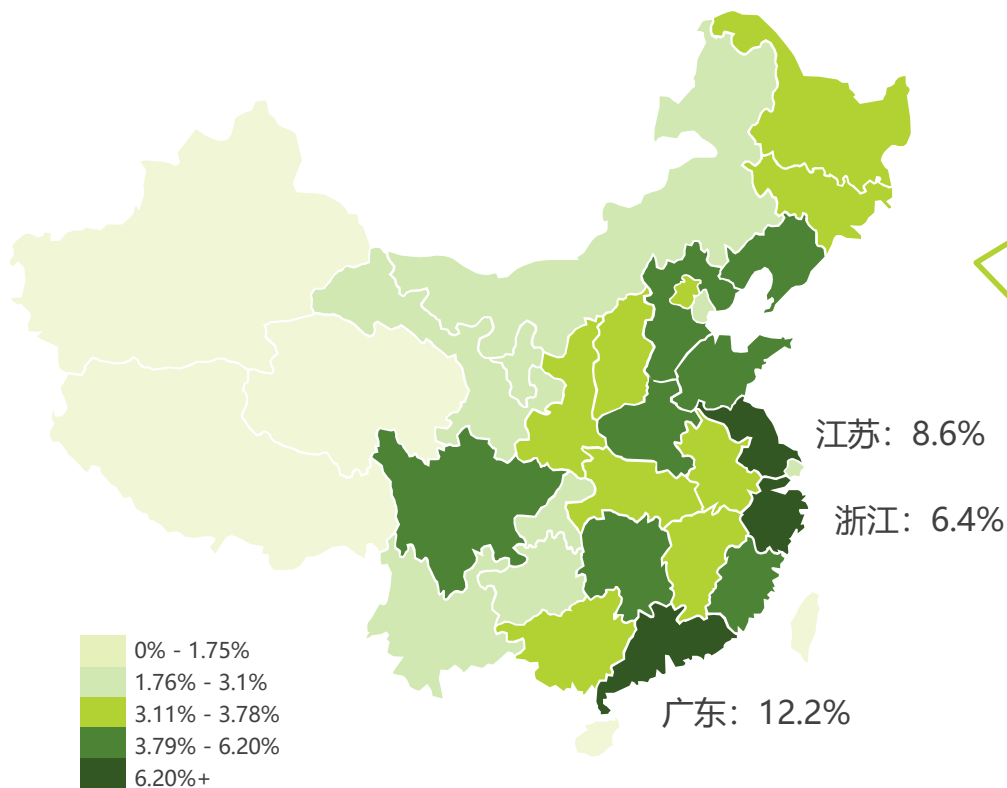 江苏：8.6%
浙江：6.4%
广东：12.2%
0% - 1.75%
1.76% - 3.1%
3.11% - 3.78%
3.79% - 6.20%
6.20%+